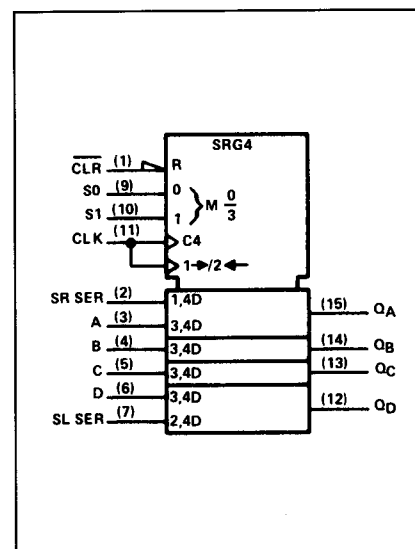 SRG4
CLR (1) R
S0 (9) 0
M 0/3
S1 (10) 1
CLK (11) C4
1→/2←
SR SER (2) 1,4D (15) QA
A (3) 3,4D
B (4) 3,4D (14) QB
C (5) 3,4D (13) QC
D (6) 3,4D (12) QD
SL SER (7) 2,4D